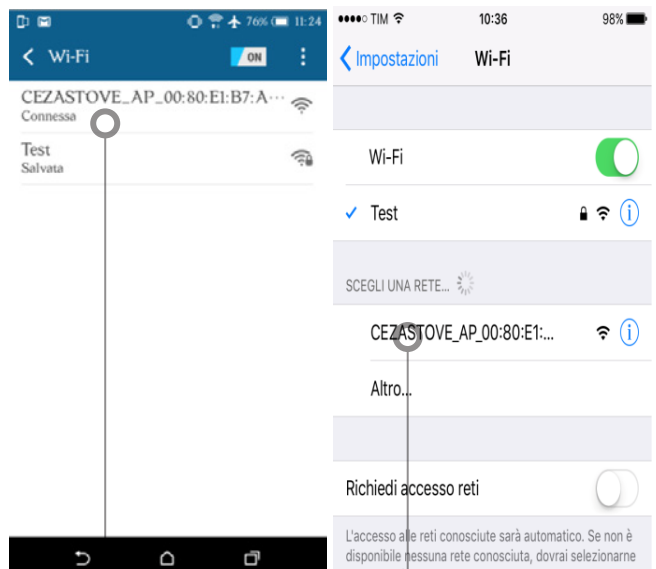 76% 11:24
Wi-Fi ON
CEZASTOVE_AP_00:80:E1:B7:A...
Connessa
Test
Salvata
TIM 10:36 98%
Impostazioni Wi-Fi
Wi-Fi
Test
SCEGLI UNA RETE...
CEZASTOVE_AP_00:80:E1:...
Altro...
Richiedi accesso reti
L'accesso alle reti conosciute sarà automatico. Se non è
disponibile nessuna rete conosciuta, dovrai selezionarne